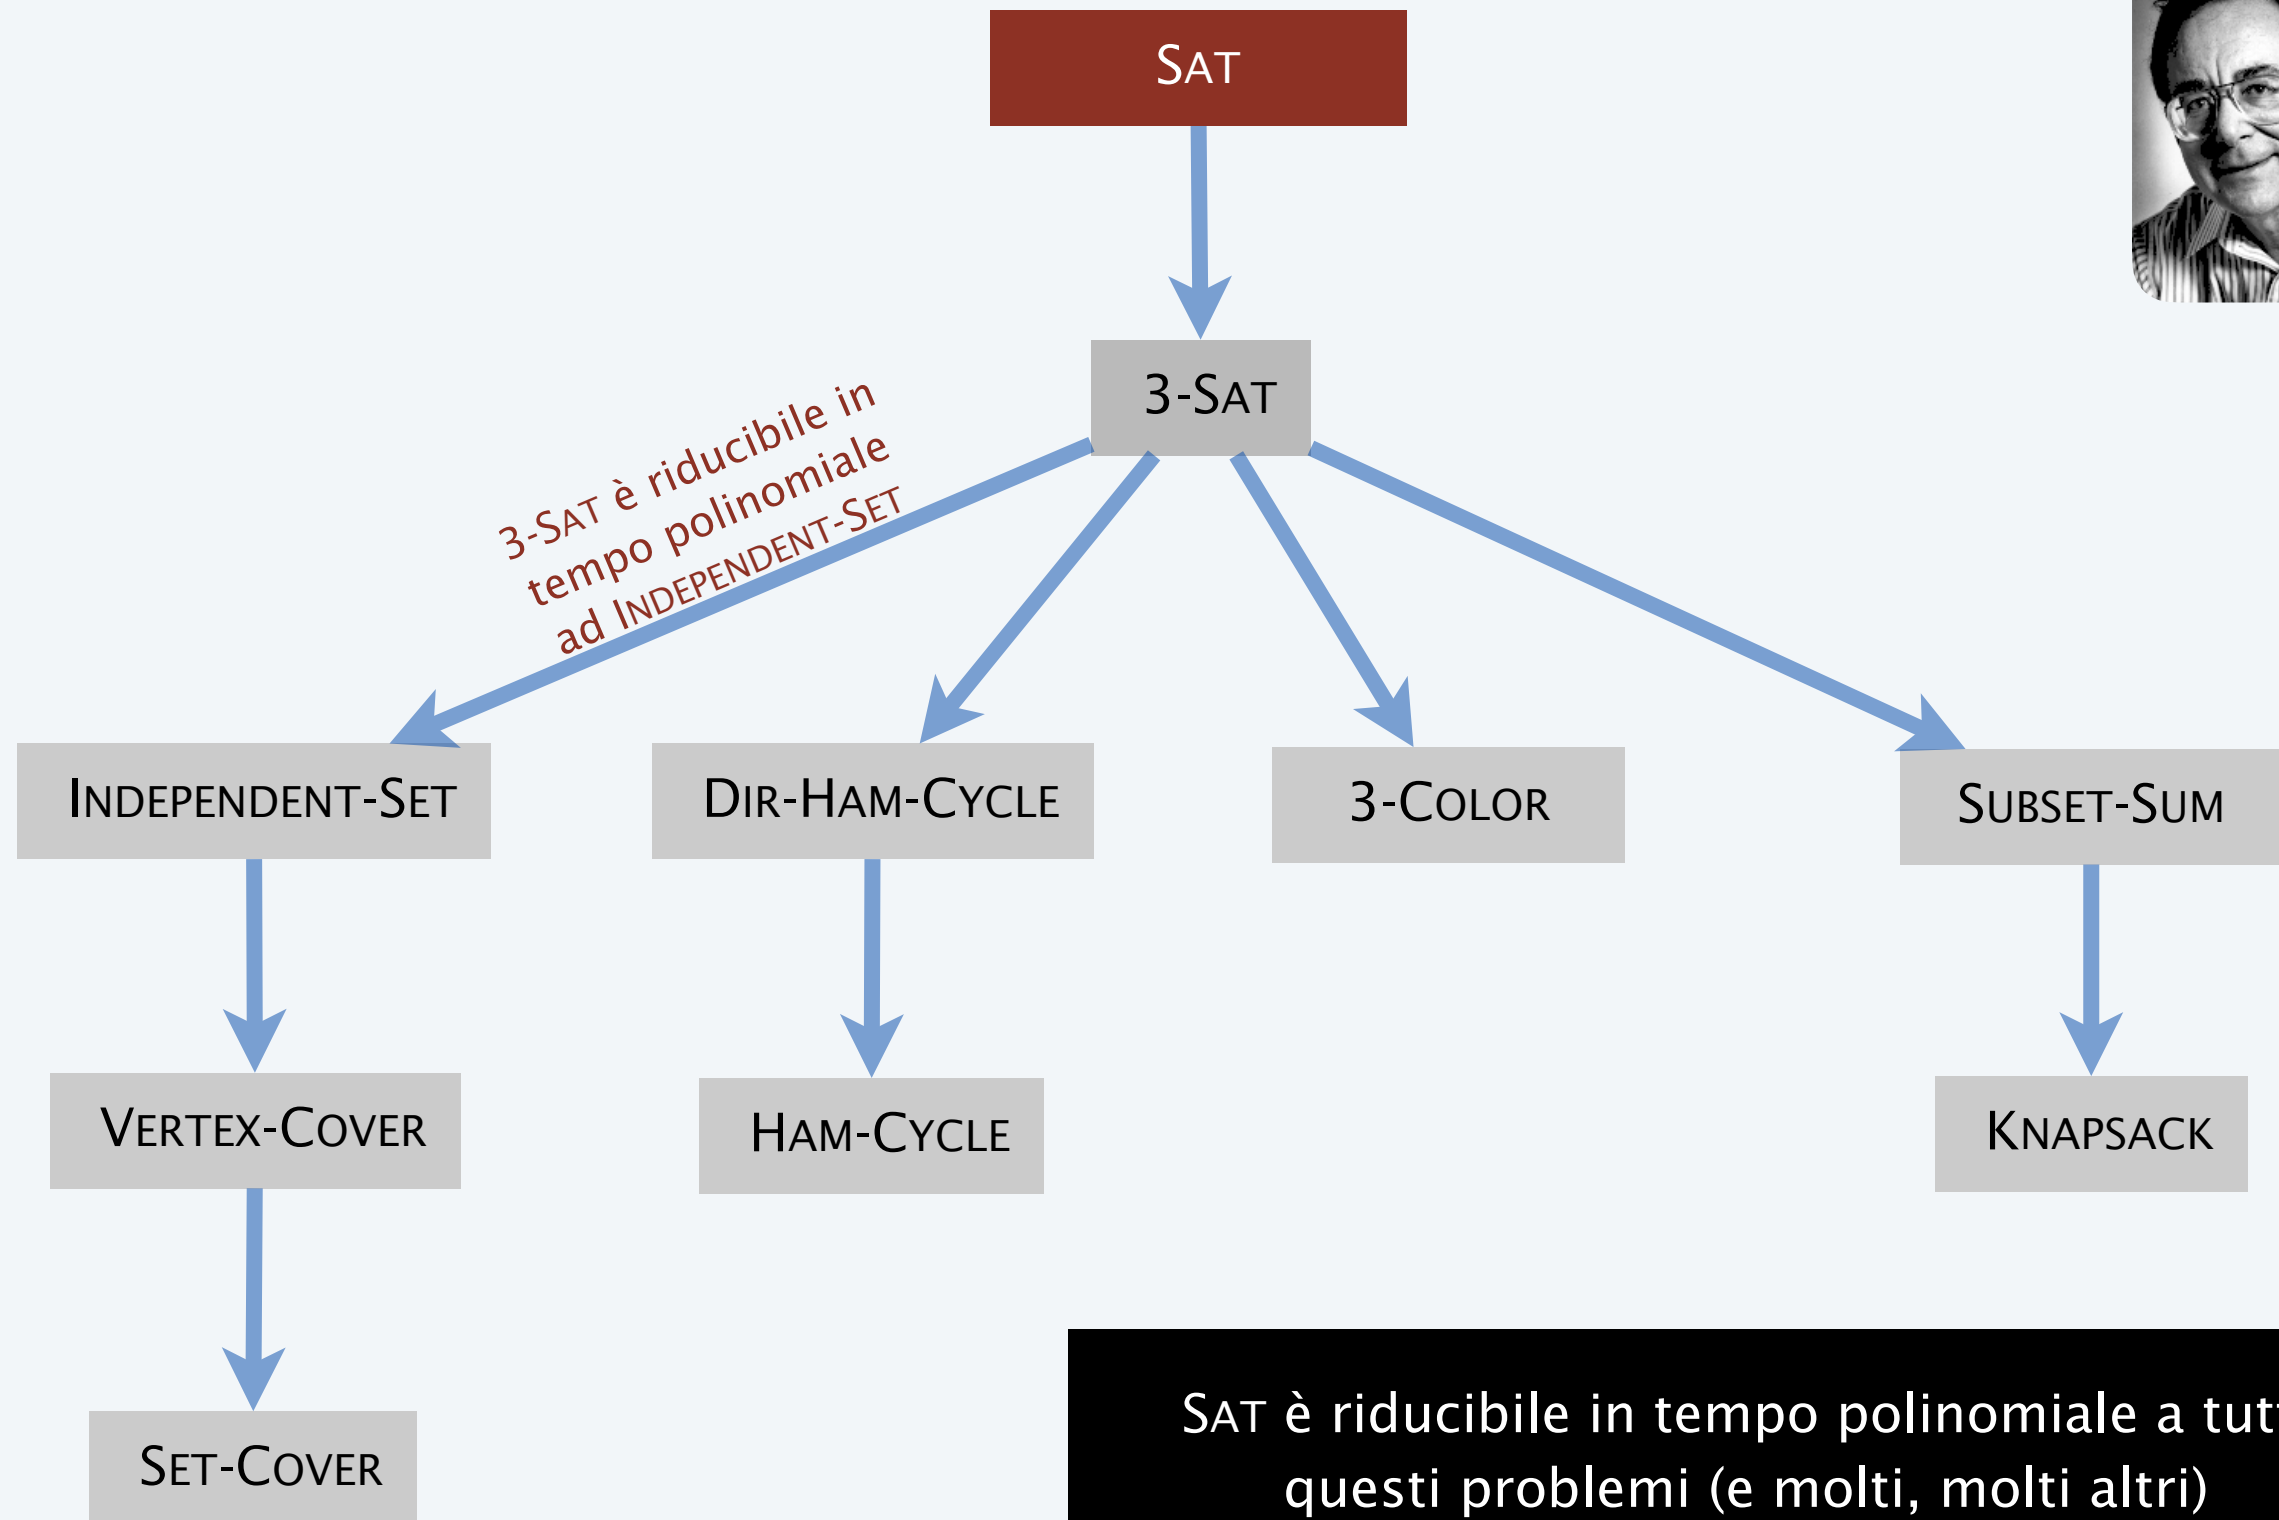 SAT
3-SAT
3-SAT è riducibile in
tempo polinomiale
ad INDEPENDENT-SET
INDEPENDENT-SET
DIR-HAM-CYCLE
3-COLOR
SUBSET-SUM
VERTEX-COVER
HAM-CYCLE
KNAPSACK
SET-COVER
SAT è riducibile in tempo polinomiale a
questi problemi (e molti, molti altri)